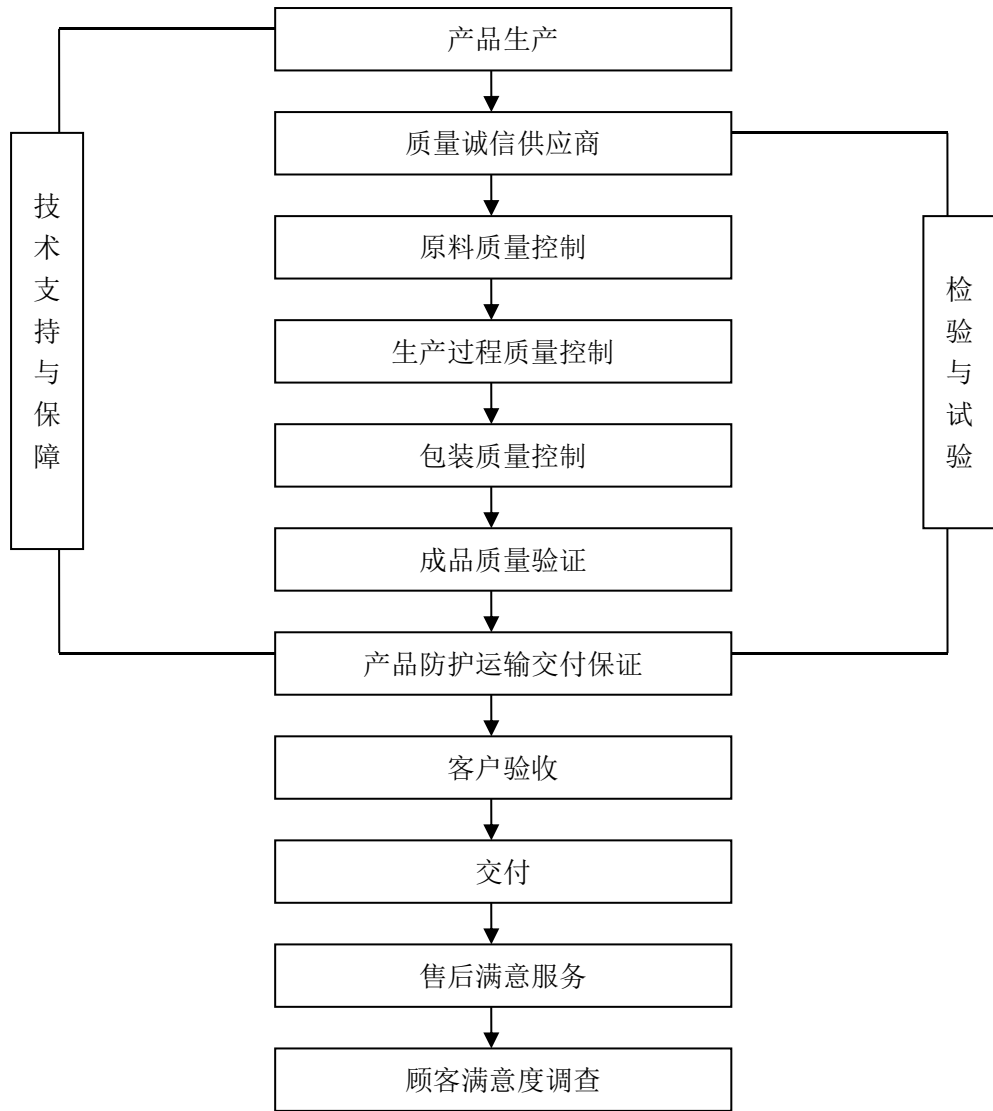 产品生产
质量诚信供应商
技术支持与保障
原料质量控制
检验与试验
生产过程质量控制
包装质量控制
成品质量验证
产品防护运输交付保证
客户验收
交付
售后满意服务
顾客满意度调查